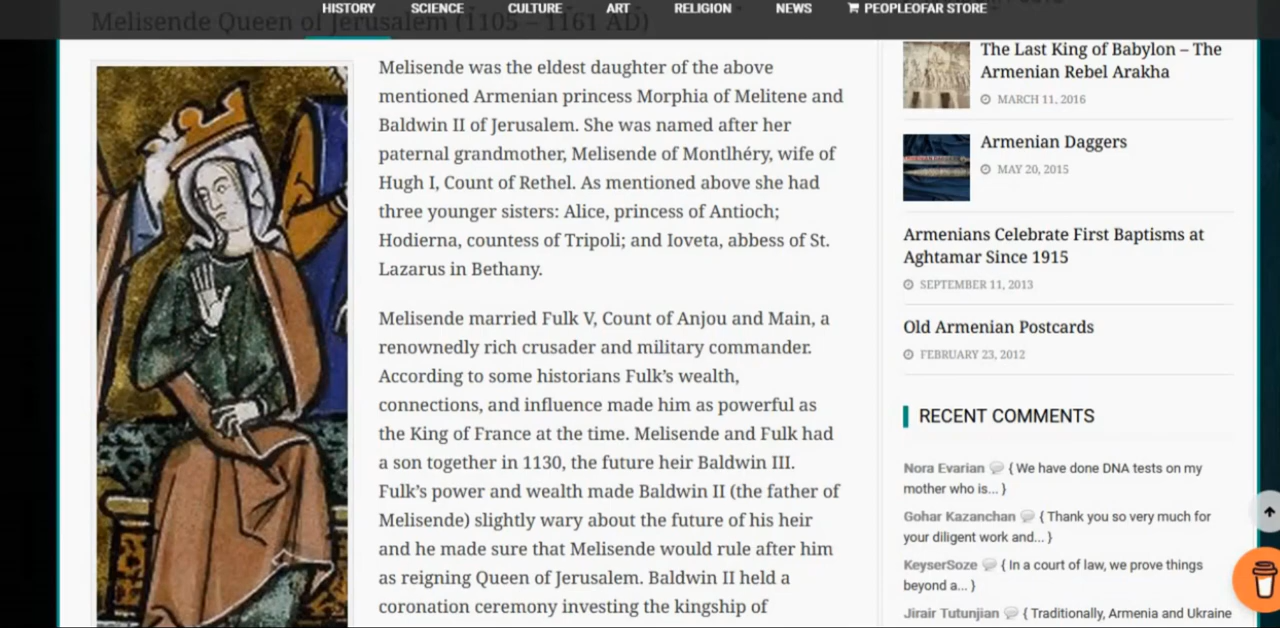 HISTORY SCIENCE CULTURE ART RELIGION NEWS PEOPLEOFAR STORE
Melisende Queen of Jerusalem (1105 – 1161 AD)
Melisende was the eldest daughter of the above
mentioned Armenian princess Morphia of Melitene and
Baldwin II of Jerusalem. She was named after her
paternal grandmother, Melisende of Montlhéry, wife of
Hugh I, Count of Rethel. As mentioned above she had
three younger sisters: Alice, princess of Antioch;
Hodierna, countess of Tripoli; and Ioveta, abbess of St.
Lazarus in Bethany.
Melisende married Fulk V, Count of Anjou and Main, a
renownedly rich crusader and military commander.
According to some historians Fulk’s wealth,
connections, and influence made him as powerful as
the King of France at the time. Melisende and Fulk had
a son together in 1130, the future heir Baldwin III.
Fulk’s power and wealth made Baldwin II (the father of
Melisende) slightly wary about the future of his heir
and he made sure that Melisende would rule after him
as reigning Queen of Jerusalem. Baldwin II held a
coronation ceremony investing the kingship of
The Last King of Babylon – The
Armenian Rebel Arakha
MARCH 11, 2016
Armenian Daggers
MAY 20, 2015
Armenians Celebrate First Baptisms at
Aghtamar Since 1915
SEPTEMBER 11, 2013
Old Armenian Postcards
FEBRUARY 23, 2012
RECENT COMMENTS
Nora Evarian { We have done DNA tests on my
mother who is... }
Gohar Kazanchan { Thank you so very much for
your diligent work and... }
KeyserSoze { In a court of law, we prove things
beyond a... }
Jirair Tutunjian { Traditionally, Armenia and Ukraine